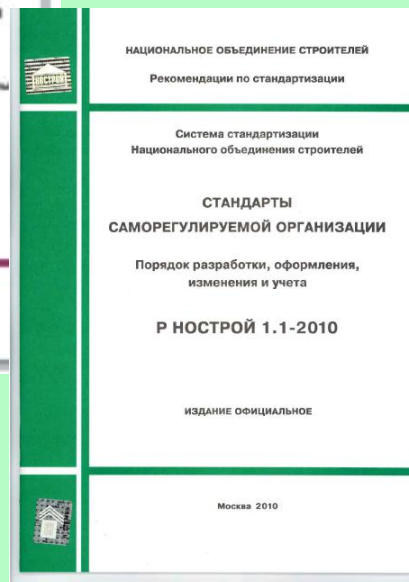 НАЦИОНАЛЬНОЕ ОБЪЕДИНЕНИЕ СТРОИТЕЛЕЙ
Рекомендации по стандартизации
НОСТРОЙ
Система стандартизации
Национального объединения строителей
СТАНДАРТЫ
САМОРЕГУЛИРУЕМОЙ ОРГАНИЗАЦИИ
Порядок разработки, оформления,
изменения и учета
Р НОСТРОЙ 1.1-2010
ИЗДАНИЕ ОФИЦИАЛЬНОЕ
Москва 2010